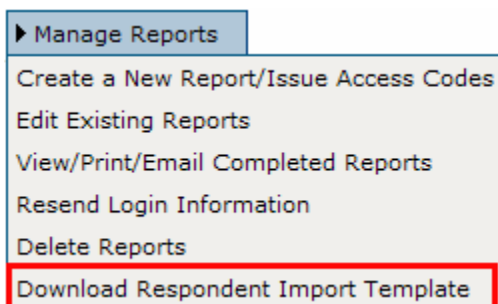 Manage Reports
Create a New Report/Issue Access Codes
Edit Existing Reports
View/Print/Email Completed Reports
Resend Login Information
Delete Reports
Download Respondent Import Template